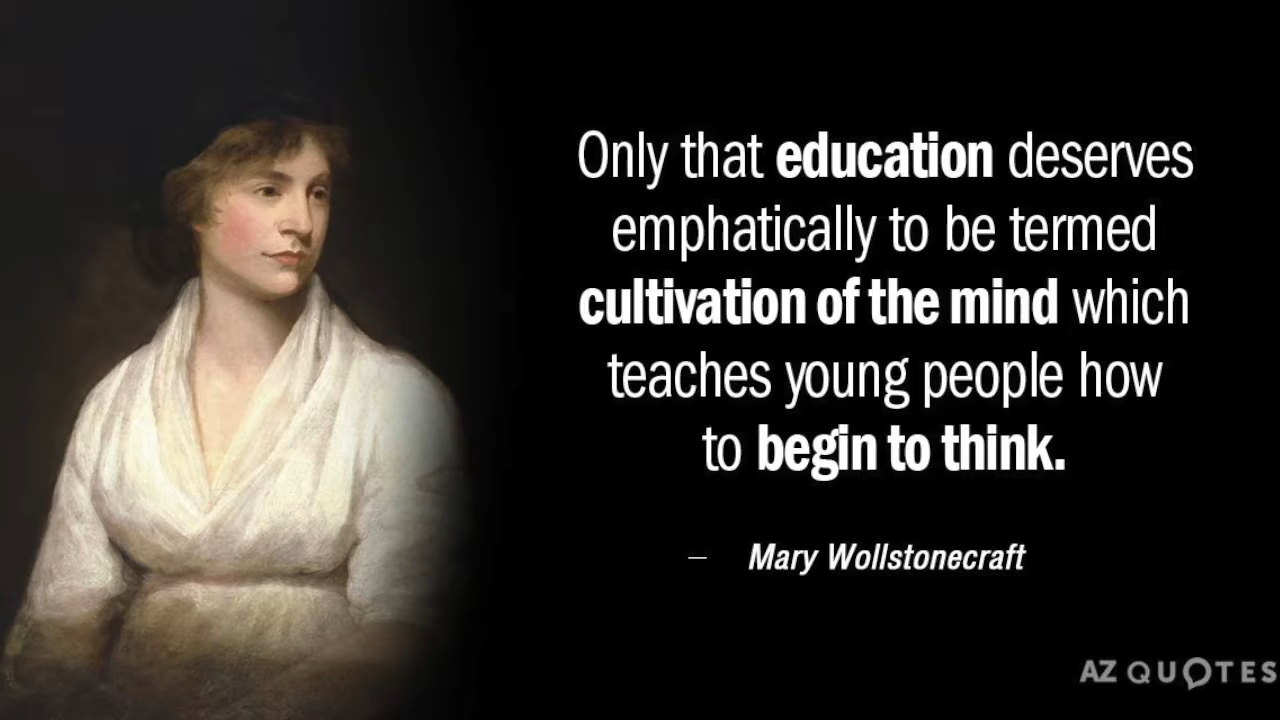 Only that education deserves
emphatically to be termed
cultivation of the mind which
teaches young people how
to begin to think.
– Mary Wollstonecraft
AZ QUOTES